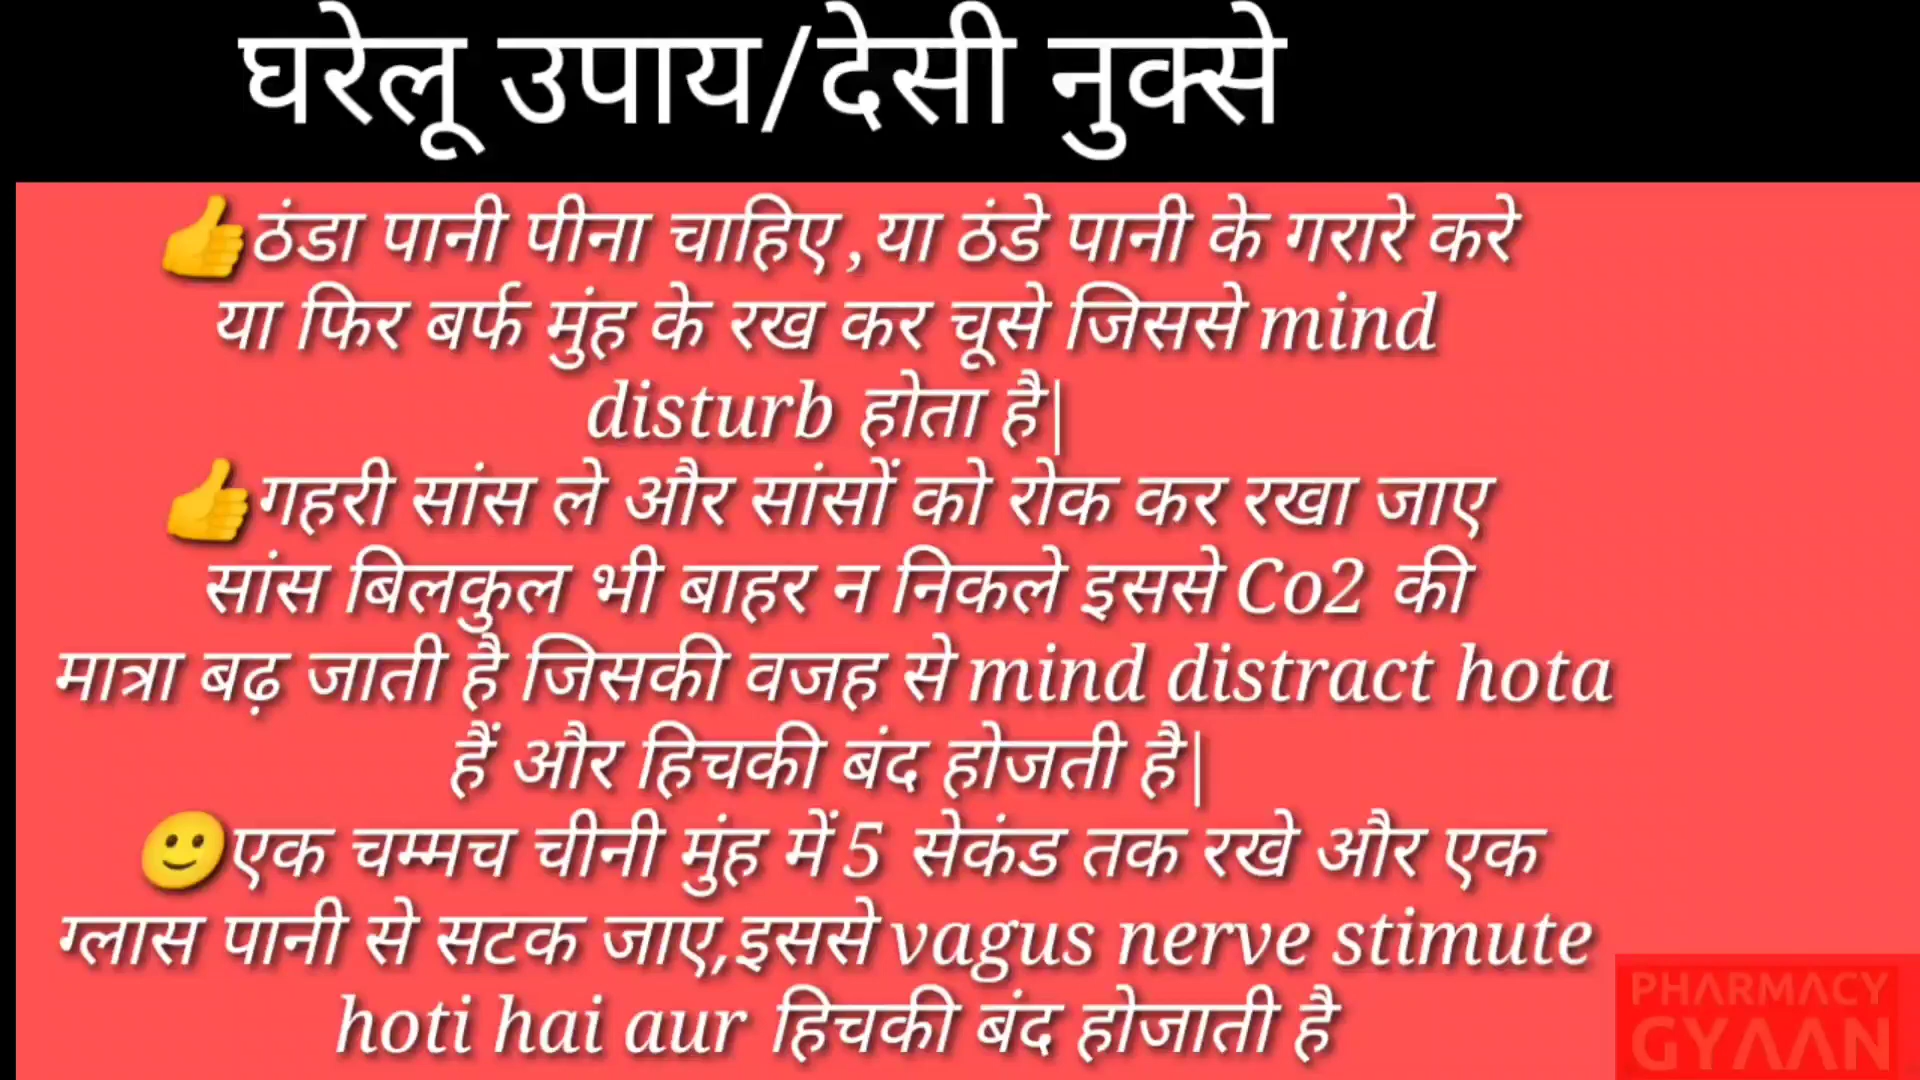 घरेलू उपाय/देसी नुक्से
👍ठंडा पानी पीना चाहिए ,या ठंडे पानी के गरारे करे
या फिर बर्फ मुंह के रख कर चूसे जिससे mind
disturb होता है|
👍गहरी सांस ले और सांसों को रोक कर रखा जाए
सांस बिलकुल भी बाहर न निकले इससे Co2 की
मात्रा बढ़ जाती है जिसकी वजह से mind distract hota
हैं और हिचकी बंद होजती है|
🙂एक चम्मच चीनी मुंह में 5 सेकंड तक रखे और एक
ग्लास पानी से सटक जाए,इससे vagus nerve stimute
hoti hai aur हिचकी बंद होजाती है
PHARMACY
GYAAN